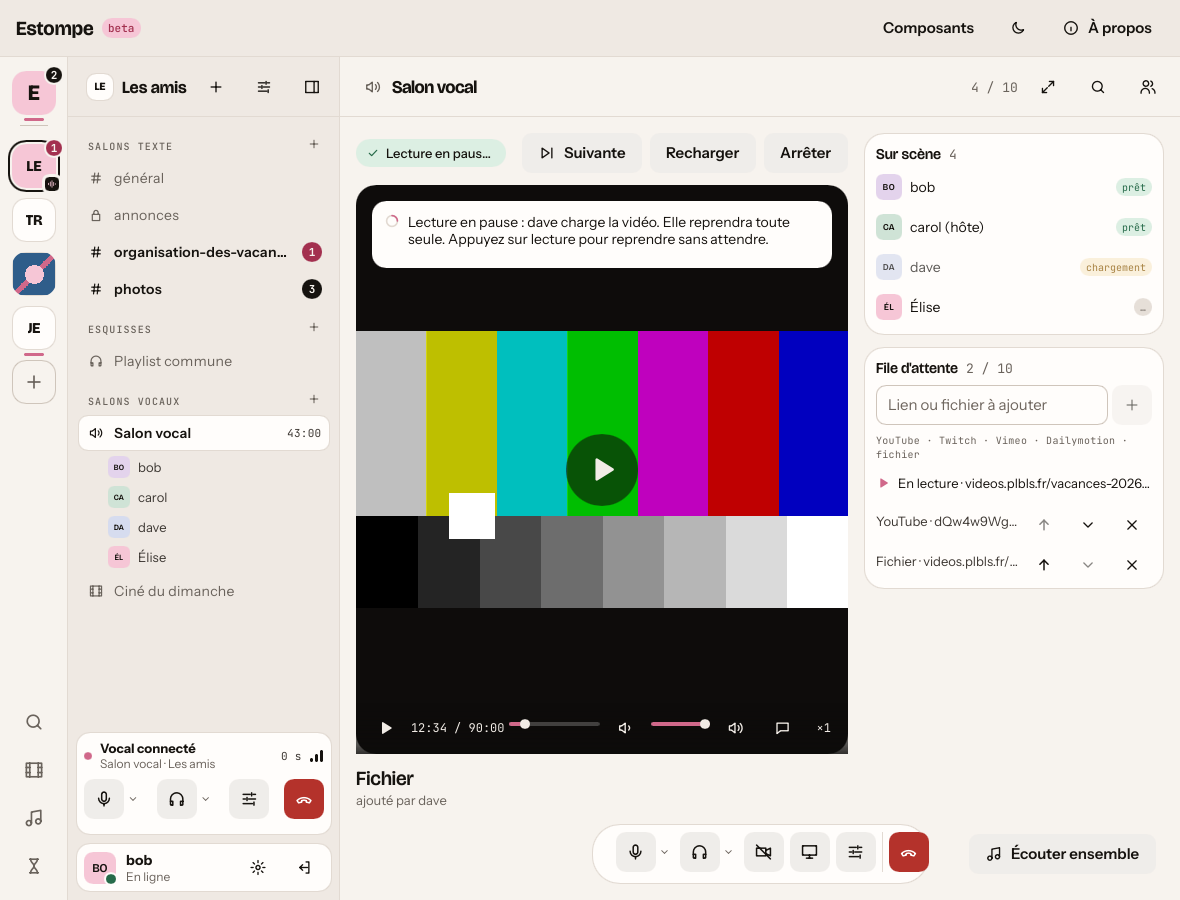 Estompe beta
Composants
À propos
E
2
LE
1
TR
JE
LE
Les amis
SALONS TEXTE
général
annonces
organisation-des-vacan...
1
photos
3
ESQUISSES
Playlist commune
SALONS VOCAUX
Salon vocal
43:00
BO bob
CA carol
DA dave
ÉL Élise
Ciné du dimanche
Vocal connecté
Salon vocal · Les amis
0 s
BO
bob
En ligne
Salon vocal
4 / 10
Lecture en paus...
Suivante
Recharger
Arrêter
Lecture en pause : dave charge la vidéo. Elle reprendra toute
seule. Appuyez sur lecture pour reprendre sans attendre.
12:34 / 90:00
×1
Fichier
ajouté par dave
Sur scène 4
BO bob prêt
CA carol (hôte) prêt
DA dave chargement
ÉL Élise …
File d'attente 2 / 10
Lien ou fichier à ajouter
YouTube · Twitch · Vimeo · Dailymotion ·
fichier
En lecture · videos.plbls.fr/vacances-2026...
YouTube · dQw4w9Wg...
Fichier · videos.plbls.fr/...
Écouter ensemble